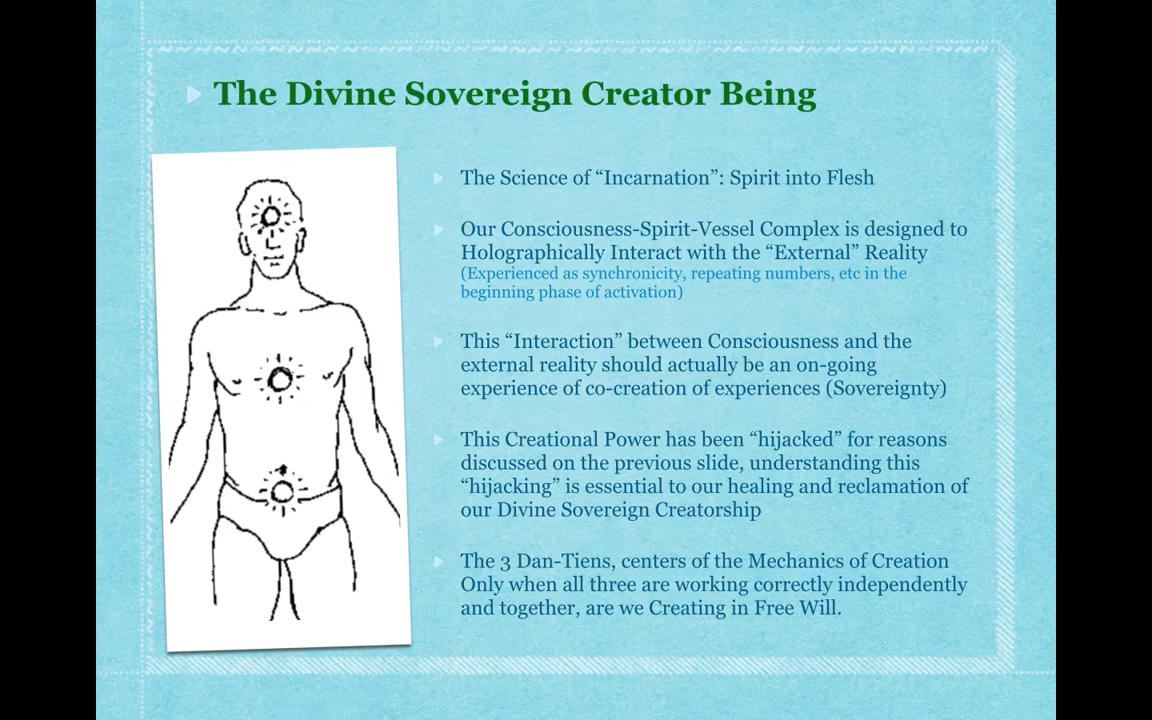 The Divine Sovereign Creator Being
The Science of “Incarnation”: Spirit into Flesh
Our Consciousness-Spirit-Vessel Complex is designed to
Holographically Interact with the “External” Reality
(Experienced as synchronicity, repeating numbers, etc in the
beginning phase of activation)
This “Interaction” between Consciousness and the
external reality should actually be an on-going
experience of co-creation of experiences (Sovereignty)
This Creational Power has been “hijacked” for reasons
discussed on the previous slide, understanding this
“hijacking” is essential to our healing and reclamation of
our Divine Sovereign Creatorship
The 3 Dan-Tiens, centers of the Mechanics of Creation
Only when all three are working correctly independently
and together, are we Creating in Free Will.